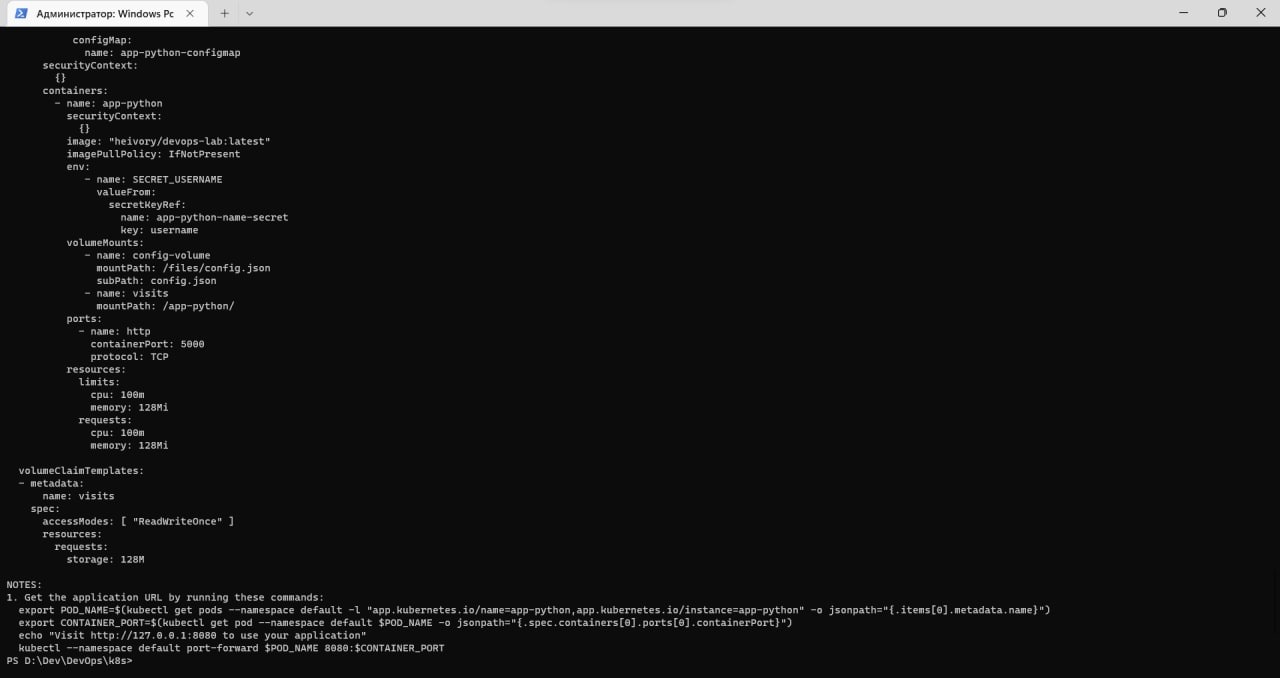 Администратор: Windows Pc
            configMap:
              name: app-python-configmap
      securityContext:
        {}
      containers:
        - name: app-python
          securityContext:
            {}
          image: "heivory/devops-lab:latest"
          imagePullPolicy: IfNotPresent
          env:
             - name: SECRET_USERNAME
               valueFrom:
                 secretKeyRef:
                   name: app-python-name-secret
                   key: username
          volumeMounts:
             - name: config-volume
               mountPath: /files/config.json
               subPath: config.json
             - name: visits
               mountPath: /app-python/
          ports:
            - name: http
              containerPort: 5000
              protocol: TCP
          resources:
            limits:
              cpu: 100m
              memory: 128Mi
            requests:
              cpu: 100m
              memory: 128Mi

  volumeClaimTemplates:
  - metadata:
      name: visits
    spec:
      accessModes: [ "ReadWriteOnce" ]
      resources:
        requests:
          storage: 128M

NOTES:
1. Get the application URL by running these commands:
  export POD_NAME=$(kubectl get pods --namespace default -l "app.kubernetes.io/name=app-python,app.kubernetes.io/instance=app-python" -o jsonpath="{.items[0].metadata.name}")
  export CONTAINER_PORT=$(kubectl get pod --namespace default $POD_NAME -o jsonpath="{.spec.containers[0].ports[0].containerPort}")
  echo "Visit http://127.0.0.1:8080 to use your application"
  kubectl --namespace default port-forward $POD_NAME 8080:$CONTAINER_PORT
PS D:\Dev\DevOps\k8s>